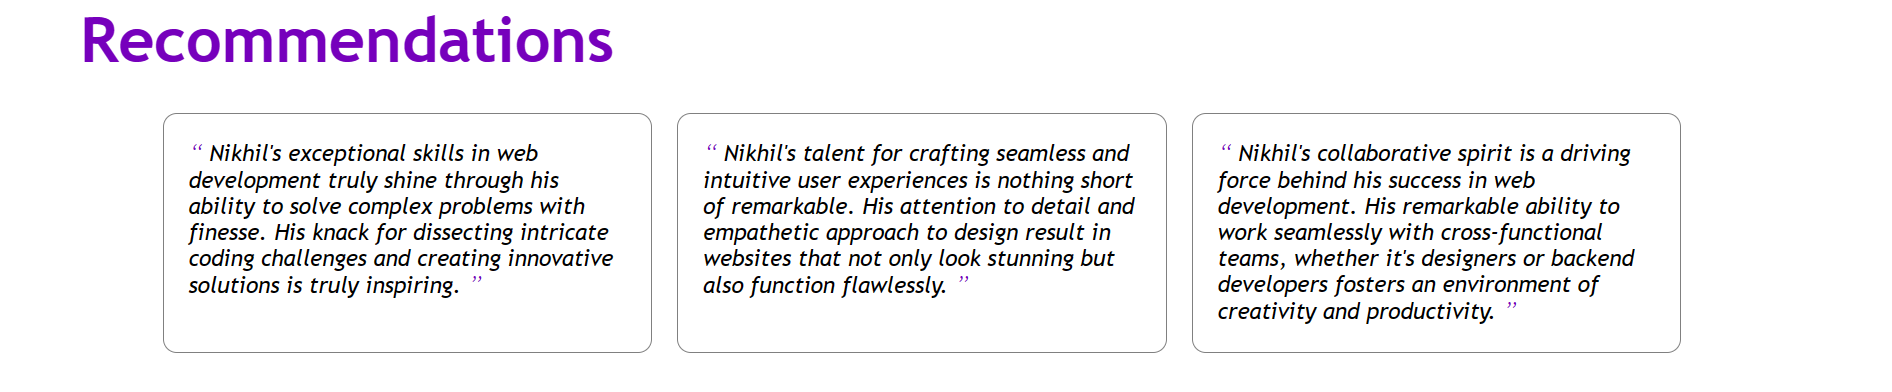 Recommendations
“ Nikhil's exceptional skills in web
development truly shine through his
ability to solve complex problems with
finesse. His knack for dissecting intricate
coding challenges and creating innovative
solutions is truly inspiring. ”
“ Nikhil's talent for crafting seamless and
intuitive user experiences is nothing short
of remarkable. His attention to detail and
empathetic approach to design result in
websites that not only look stunning but
also function flawlessly. ”
“ Nikhil's collaborative spirit is a driving
force behind his success in web
development. His remarkable ability to
work seamlessly with cross-functional
teams, whether it's designers or backend
developers fosters an environment of
creativity and productivity. ”